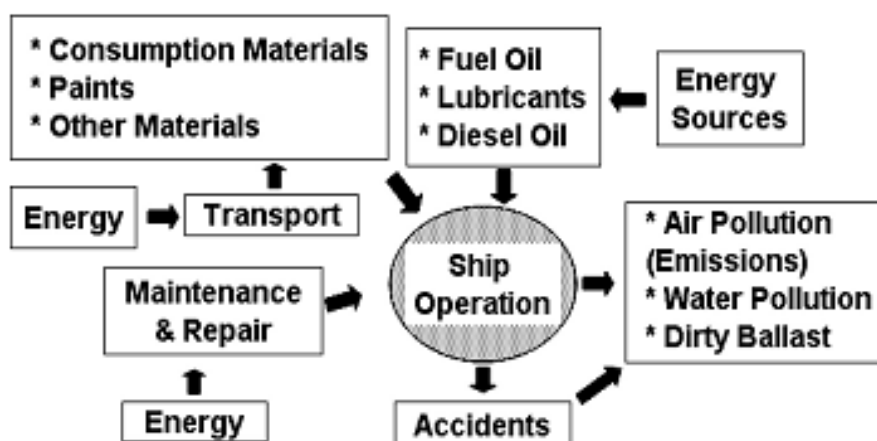 * Consumption Materials
* Paints
* Other Materials
* Fuel Oil
* Lubricants
* Diesel Oil
Energy
Sources
Energy
Transport
Ship
Operation
* Air Pollution
(Emissions)
* Water Pollution
* Dirty Ballast
Maintenance
& Repair
Energy
Accidents